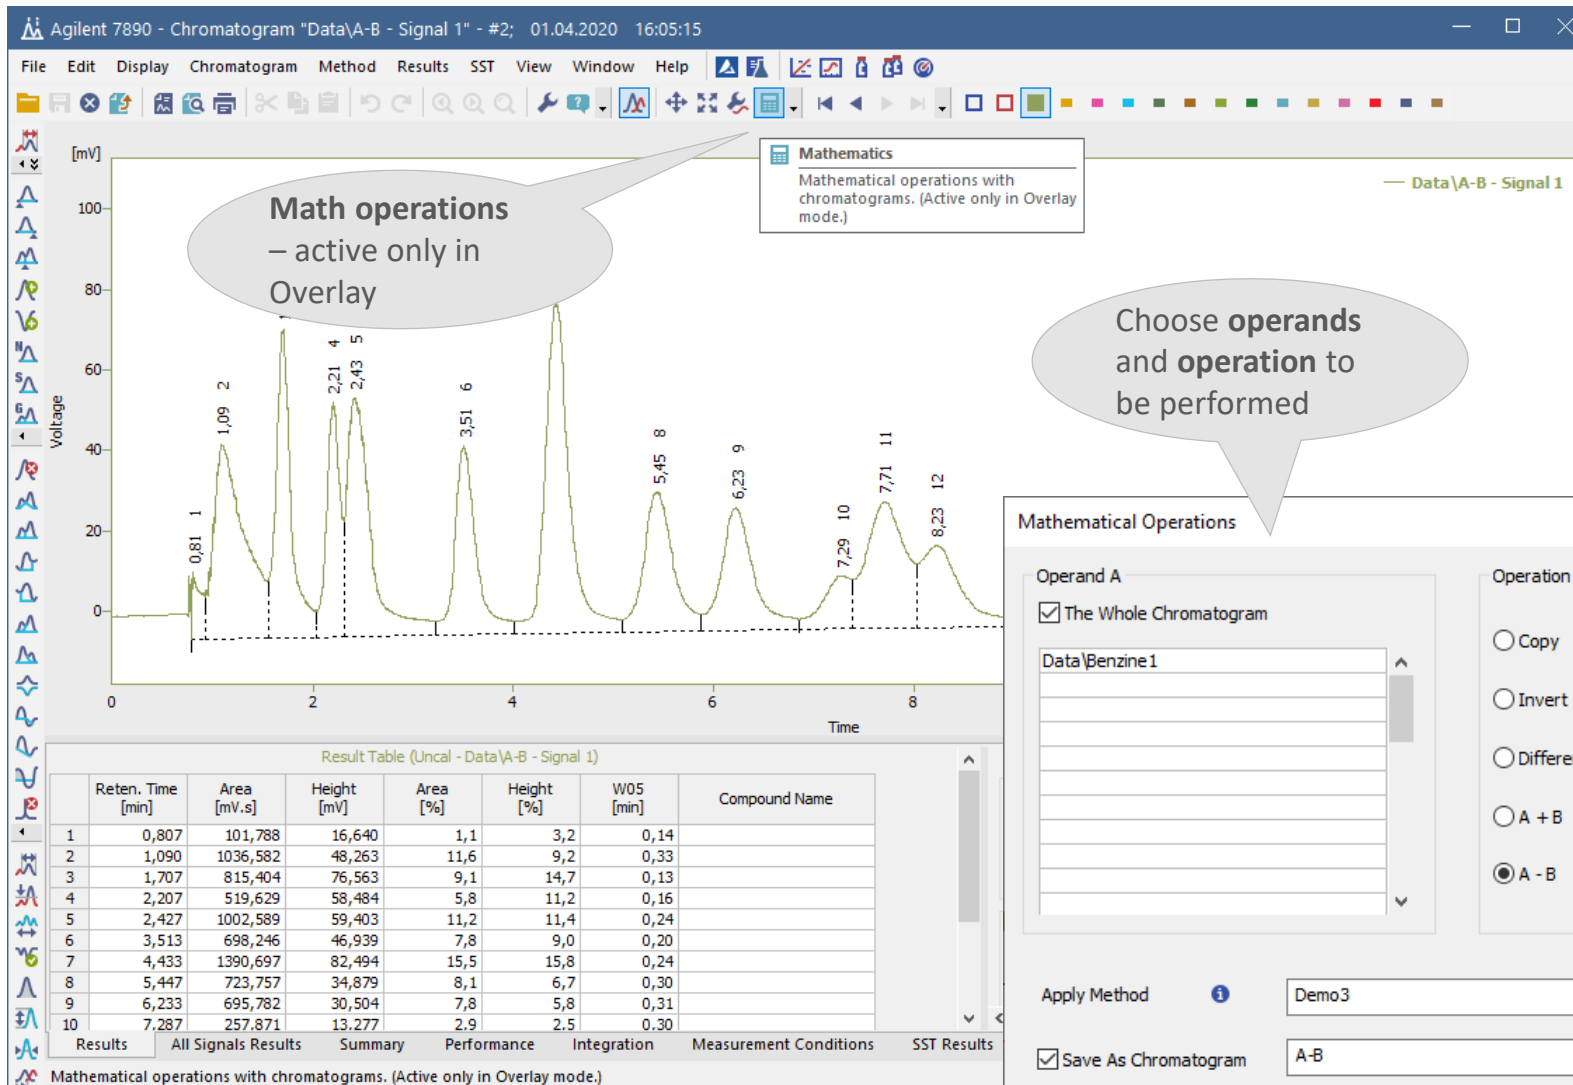 Agilent 7890 - Chromatogram "Data\A-B - Signal 1" - #2; 01.04.2020 16:05:15
File Edit Display Chromatogram Method Results SST View Window Help
[mV]
Mathematics
Mathematical operations with
chromatograms. (Active only in Overlay
mode.)
Data\A-B - Signal 1
Math operations
– active only in
Overlay
Choose operands
and operation to
be performed
100
80
60
40
20
0
Voltage
0,81 1
1,09 2
2,21 4
2,43 5
3,51 6
5,45 8
6,23 9
7,29 10
7,71 11
8,23 12
0 2 4 6 8
Time
Result Table (Uncal - Data\A-B - Signal 1)
Reten. Time Area Height Area Height W05 Compound Name
[min] [mV.s] [mV] [%] [%] [min]
1 0,807 101,788 16,640 1,1 3,2 0,14
2 1,090 1036,582 48,263 11,6 9,2 0,33
3 1,707 815,404 76,563 9,1 14,7 0,13
4 2,207 519,629 58,484 5,8 11,2 0,16
5 2,427 1002,589 59,403 11,2 11,4 0,24
6 3,513 698,246 46,939 7,8 9,0 0,20
7 4,433 1390,697 82,494 15,5 15,8 0,24
8 5,447 723,757 34,879 8,1 6,7 0,30
9 6,233 695,782 30,504 7,8 5,8 0,31
10 7,287 257,871 13,277 2,9 2,5 0,30
Results All Signals Results Summary Performance Integration Measurement Conditions SST Results
Mathematical operations with chromatograms. (Active only in Overlay mode.)
Mathematical Operations
Operand A
The Whole Chromatogram
Data\Benzine1
Operation
Copy
Invert
Differe
A + B
A - B
Apply Method
Demo3
Save As Chromatogram
A-B